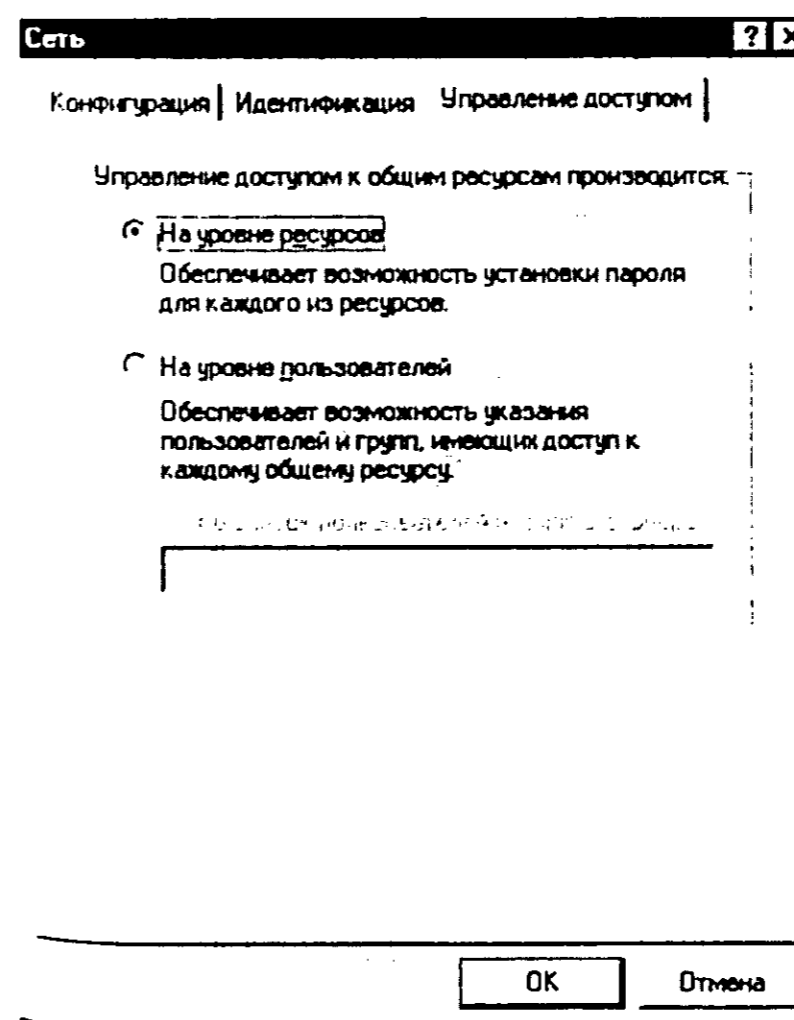 Сеть
Конфигурация Идентификация Управление доступом
Управление доступом к общим ресурсам производится:
На уровне ресурсов
Обеспечивает возможность установки пароля
для каждого из ресурсов.
На уровне пользователей
Обеспечивает возможность указания
пользователей и групп, имеющих доступ к
каждому общему ресурсу.
пользователей
OK
Отмена